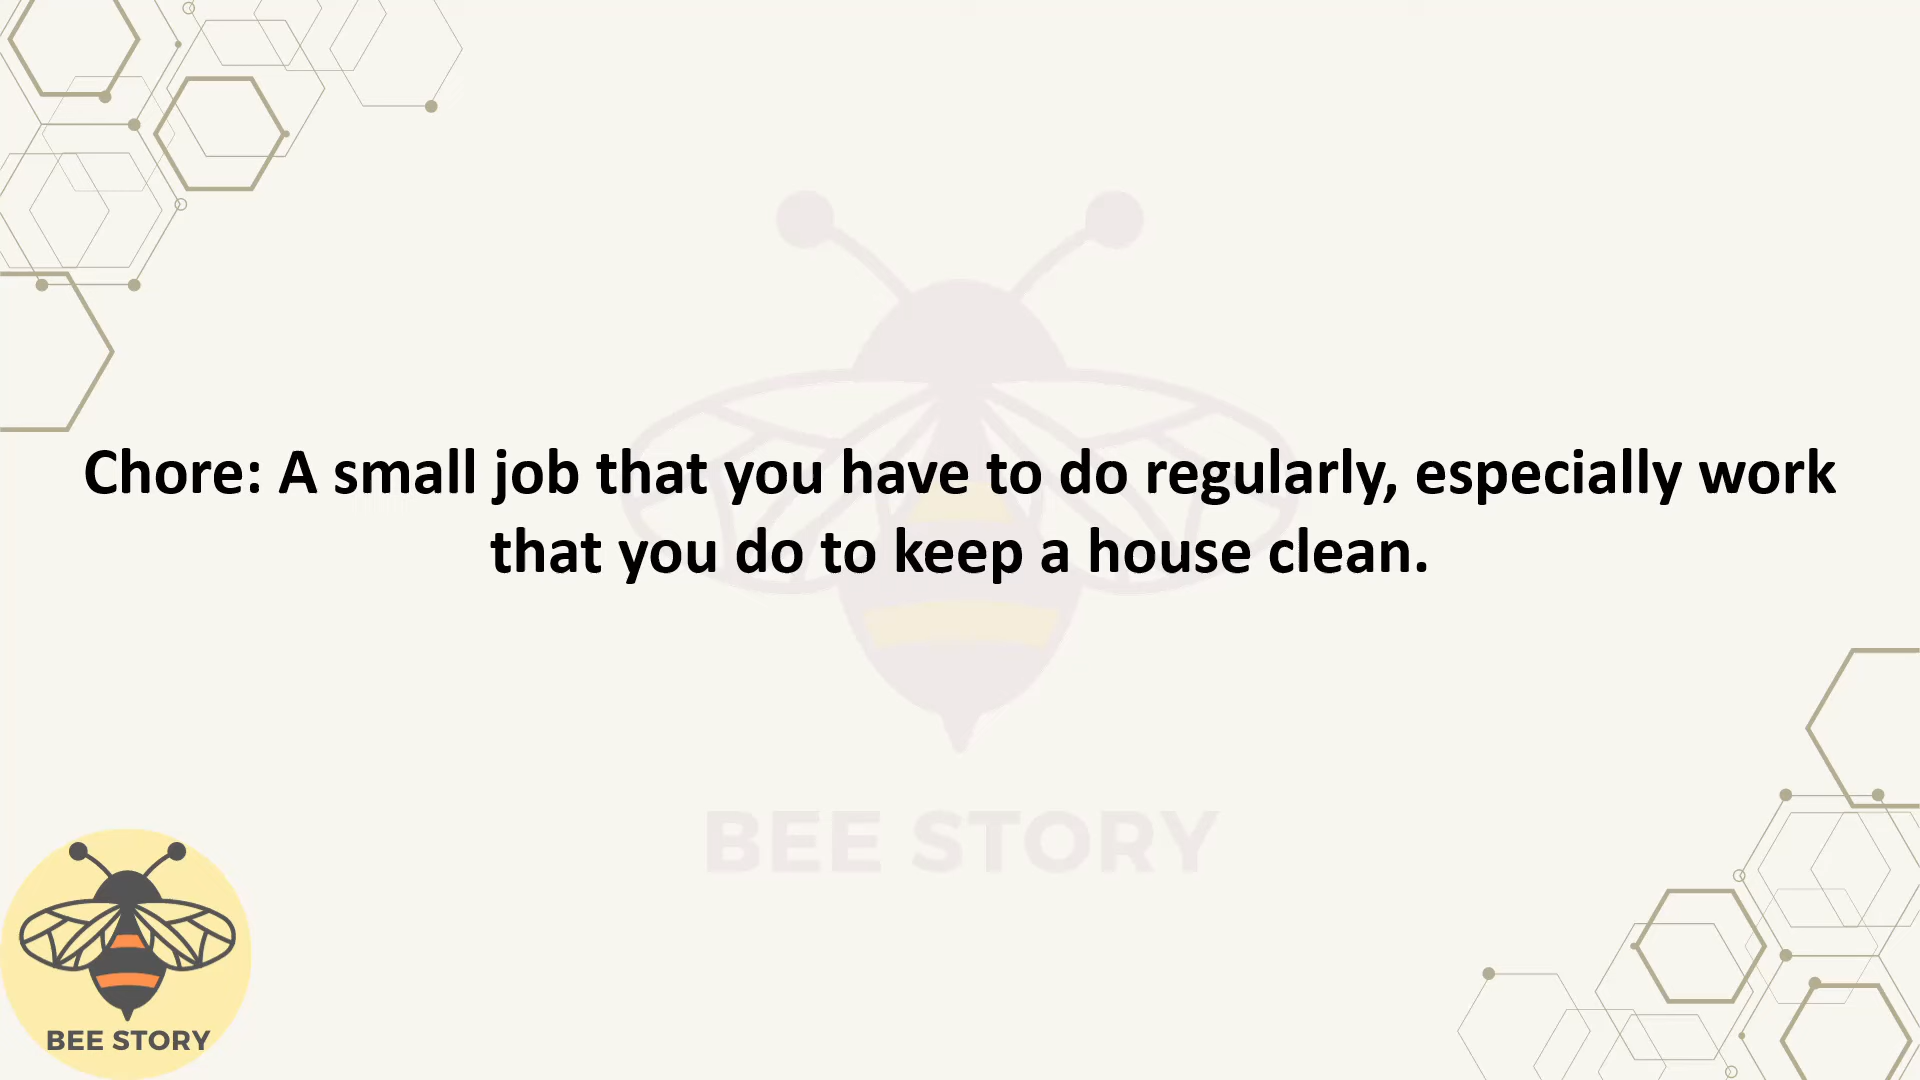 Chore: A small job that you have to do regularly, especially work
that you do to keep a house clean.
BEE STORY
BEE STORY